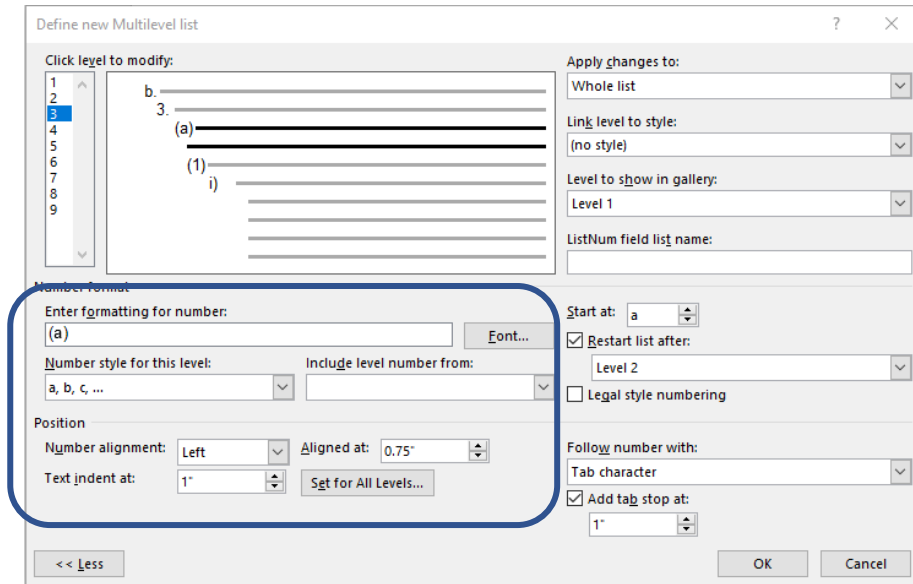 Define new Multilevel list
?
Click level to modify:
1
2
3
4
5
6
7
8
9
b.
3.
(a)
(1)
i)
Apply changes to:
Whole list
Link level to style:
(no style)
Level to show in gallery:
Level 1
ListNum field list name:
Number format
Enter formatting for number:
(a)
Font...
Number style for this level:
Include level number from:
a, b, c, ...
Start at: a
Restart list after:
Level 2
Legal style numbering
Position
Number alignment: Left
Aligned at: 0.75"
Text indent at: 1"
Set for All Levels...
Follow number with:
Tab character
Add tab stop at:
1"
<< Less
OK
Cancel